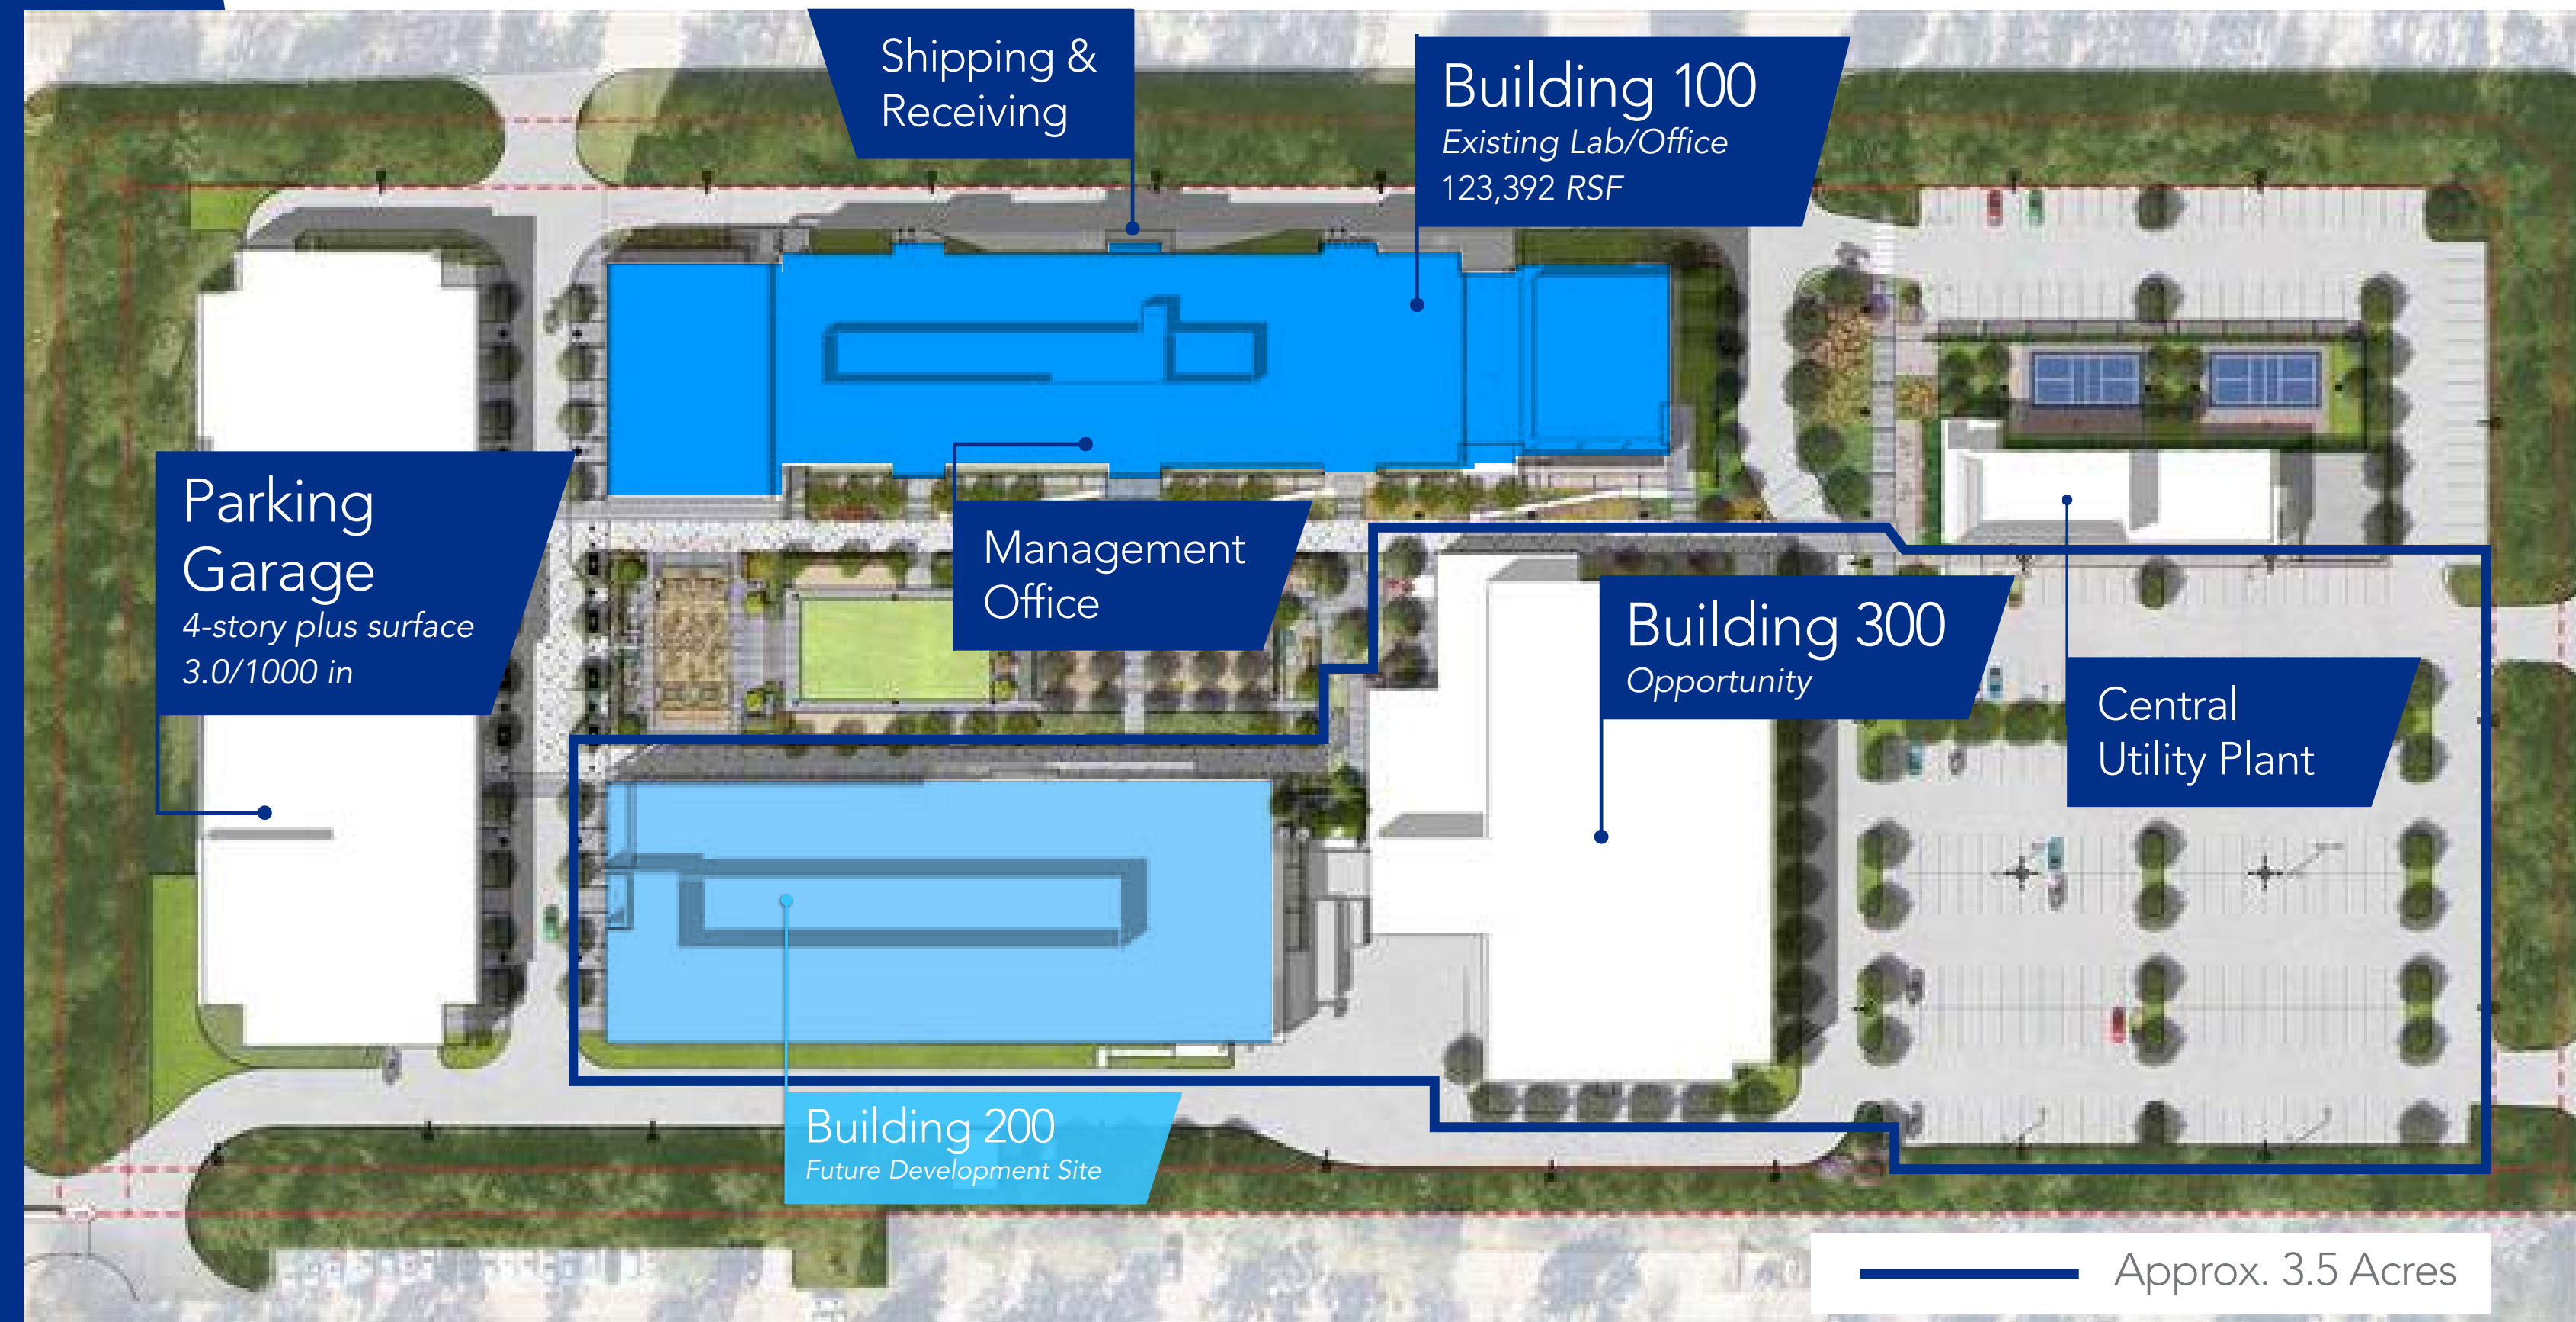 Shipping &
Receiving
Building 100
Existing Lab/Office
123,392 RSF
Parking
Garage
4-story plus surface
3.0/1000 in
Management
Office
Building 300
Opportunity
Central
Utility Plant
Building 200
Future Development Site
Approx. 3.5 Acres